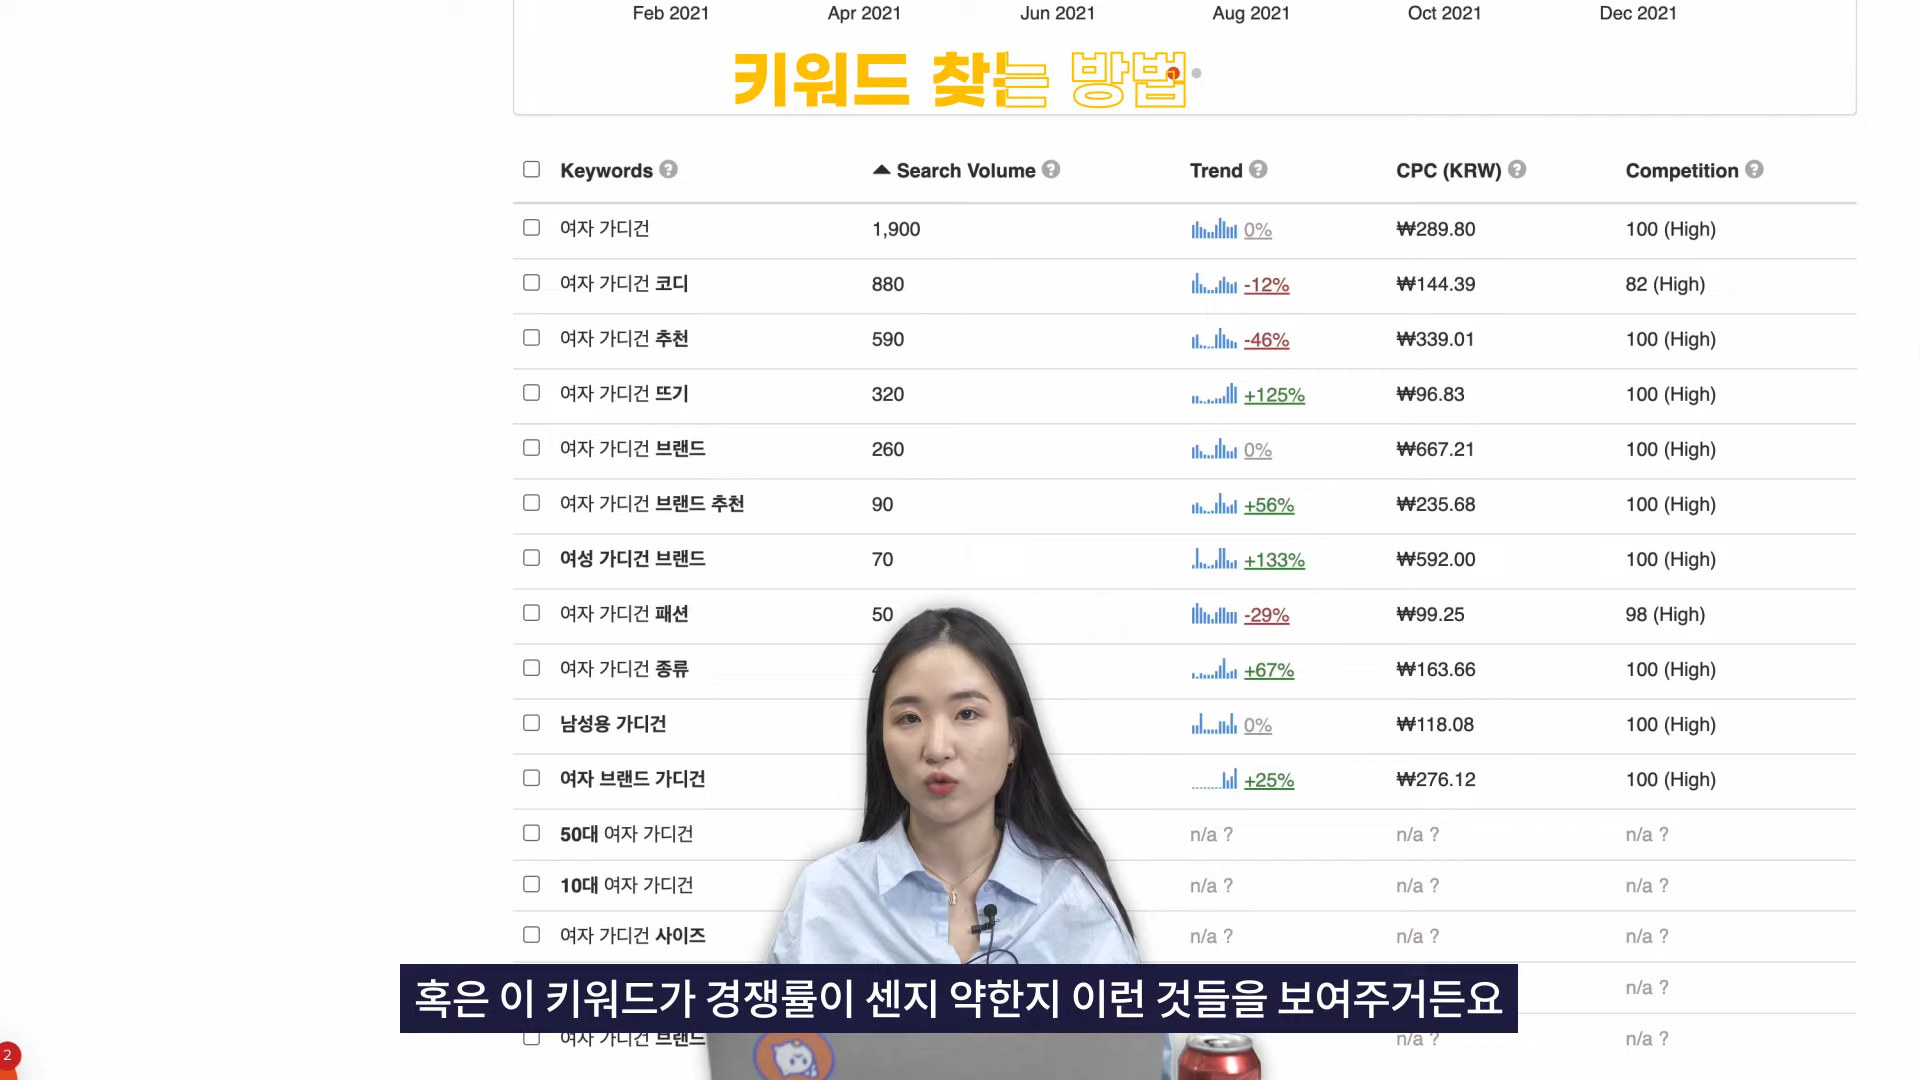 Feb 2021 Apr 2021 Jun 2021 Aug 2021 Oct 2021 Dec 2021
키워드 찾는 방법
Keywords Search Volume Trend CPC (KRW) Competition
여자 가디건 1,900 0% ₩289.80 100 (High)
여자 가디건 코디 880 -12% ₩144.39 82 (High)
여자 가디건 추천 590 -46% ₩339.01 100 (High)
여자 가디건 뜨기 320 +125% ₩96.83 100 (High)
여자 가디건 브랜드 260 0% ₩667.21 100 (High)
여자 가디건 브랜드 추천 90 +56% ₩235.68 100 (High)
여성 가디건 브랜드 70 +133% ₩592.00 100 (High)
여자 가디건 패션 50 -29% ₩99.25 98 (High)
여자 가디건 종류 +67% ₩163.66 100 (High)
남성용 가디건 0% ₩118.08 100 (High)
여자 브랜드 가디건 +25% ₩276.12 100 (High)
50대 여자 가디건 n/a ? n/a ? n/a ?
10대 여자 가디건 n/a ? n/a ? n/a ?
여자 가디건 사이즈 n/a ? n/a ? n/a ?
n/a ?
혹은 이 키워드가 경쟁률이 센지 약한지 이런 것들을 보여주거든요
여자 가디건 브랜드 n/a ? n/a ?
2